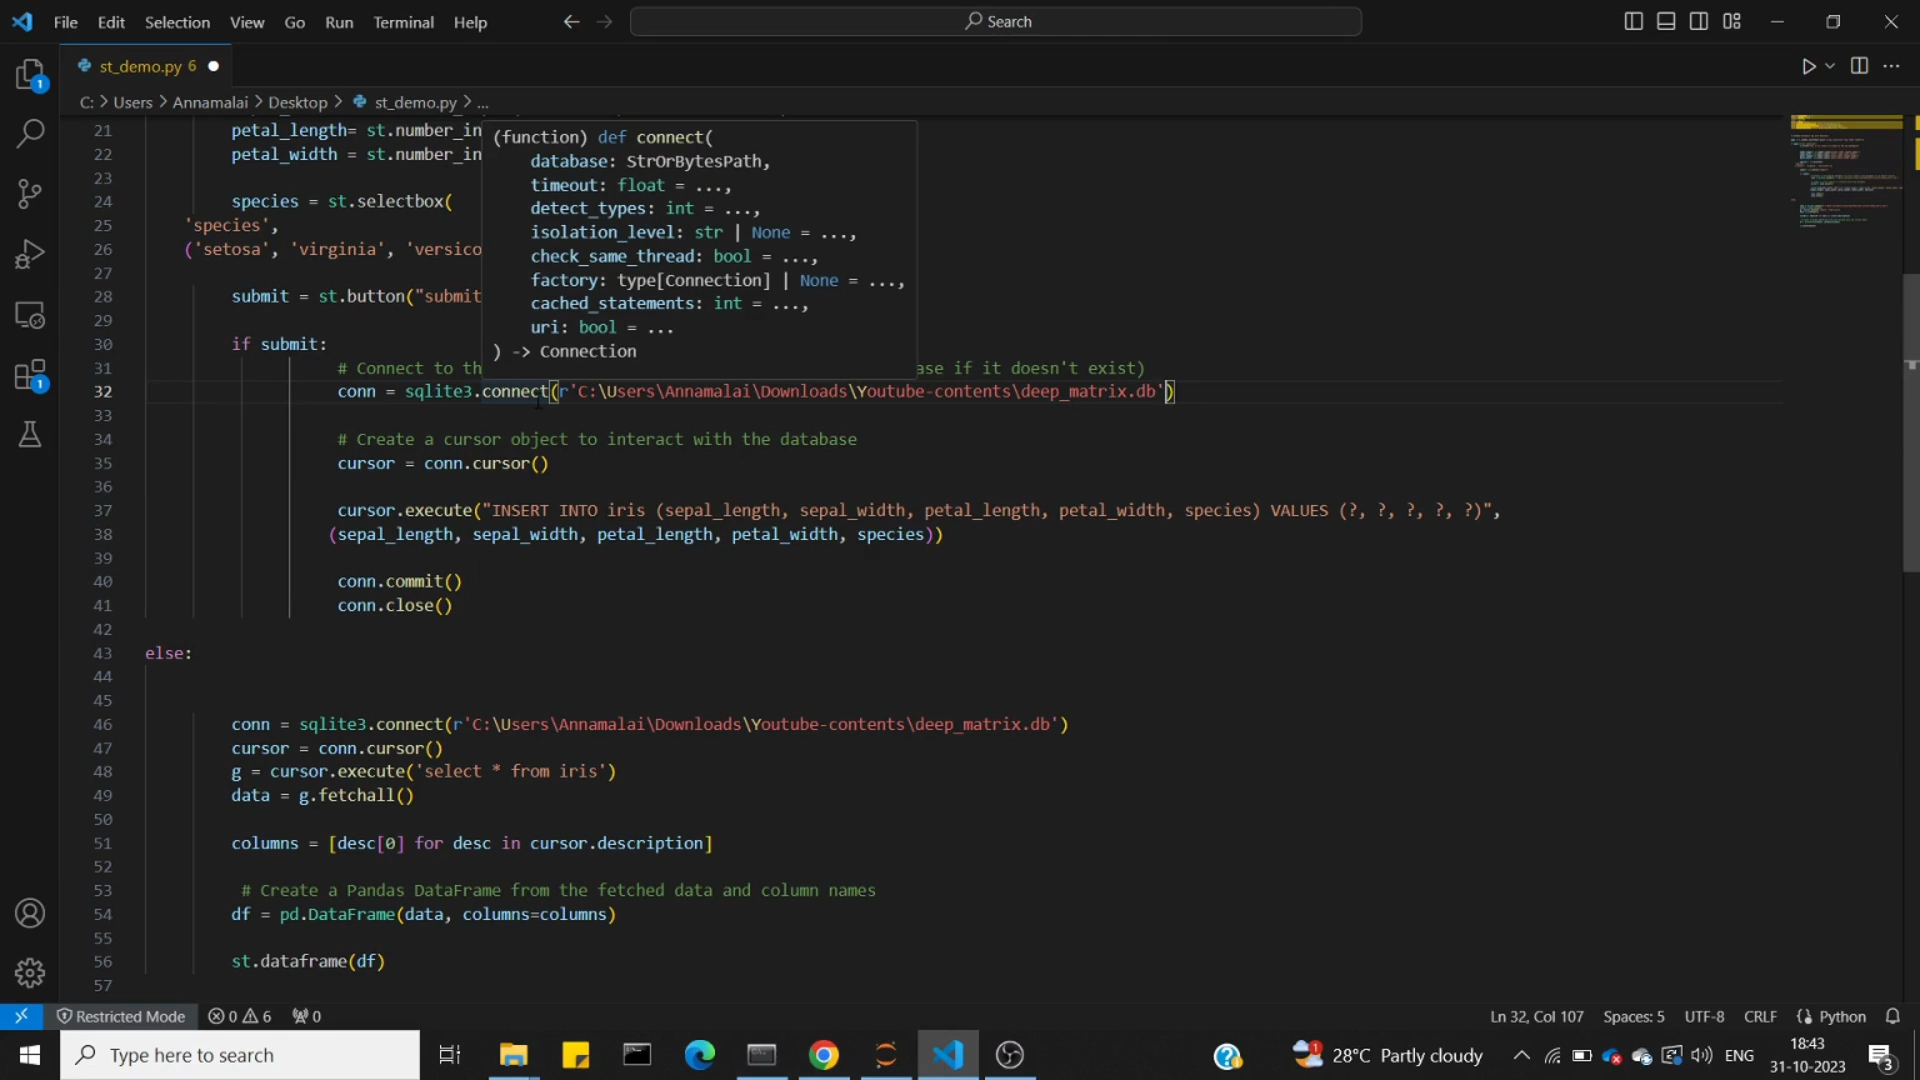 File Edit Selection View Go Run Terminal Help
Search
st_demo.py 6
1
C: > Users > Annamalai > Desktop > st_demo.py > ...
21 petal_length= st.number_in
22 petal_width = st.number_in
23
24 species = st.selectbox(
25 'species',
26 ('setosa', 'virginia', 'versico
27
28 submit = st.button("submit
29
30 if submit:
(function) def connect(
database: StrOrBytesPath,
timeout: float = ...,
detect_types: int = ...,
isolation_level: str | None = ...,
check_same_thread: bool = ...,
factory: type[Connection] | None = ...,
cached_statements: int = ...,
uri: bool = ...
) -> Connection
31 # Connect to th ase if it doesn't exist)
32 conn = sqlite3.connect(r'C:\Users\Annamalai\Downloads\Youtube-contents\deep_matrix.db')
33
34 # Create a cursor object to interact with the database
35 cursor = conn.cursor()
36
37 cursor.execute("INSERT INTO iris (sepal_length, sepal_width, petal_length, petal_width, species) VALUES (?, ?, ?, ?, ?)",
38 (sepal_length, sepal_width, petal_length, petal_width, species))
39
40 conn.commit()
41 conn.close()
42
43 else:
44
45
46 conn = sqlite3.connect(r'C:\Users\Annamalai\Downloads\Youtube-contents\deep_matrix.db')
47 cursor = conn.cursor()
48 g = cursor.execute('select * from iris')
49 data = g.fetchall()
50
51 columns = [desc[0] for desc in cursor.description]
52
53 # Create a Pandas DataFrame from the fetched data and column names
54 df = pd.DataFrame(data, columns=columns)
55
56 st.dataframe(df)
57
1
Restricted Mode 0 6 0 Ln 32, Col 107 Spaces: 5 UTF-8 CRLF Python
Type here to search
1 28°C Partly cloudy ENG
18:43
31-10-2023
3